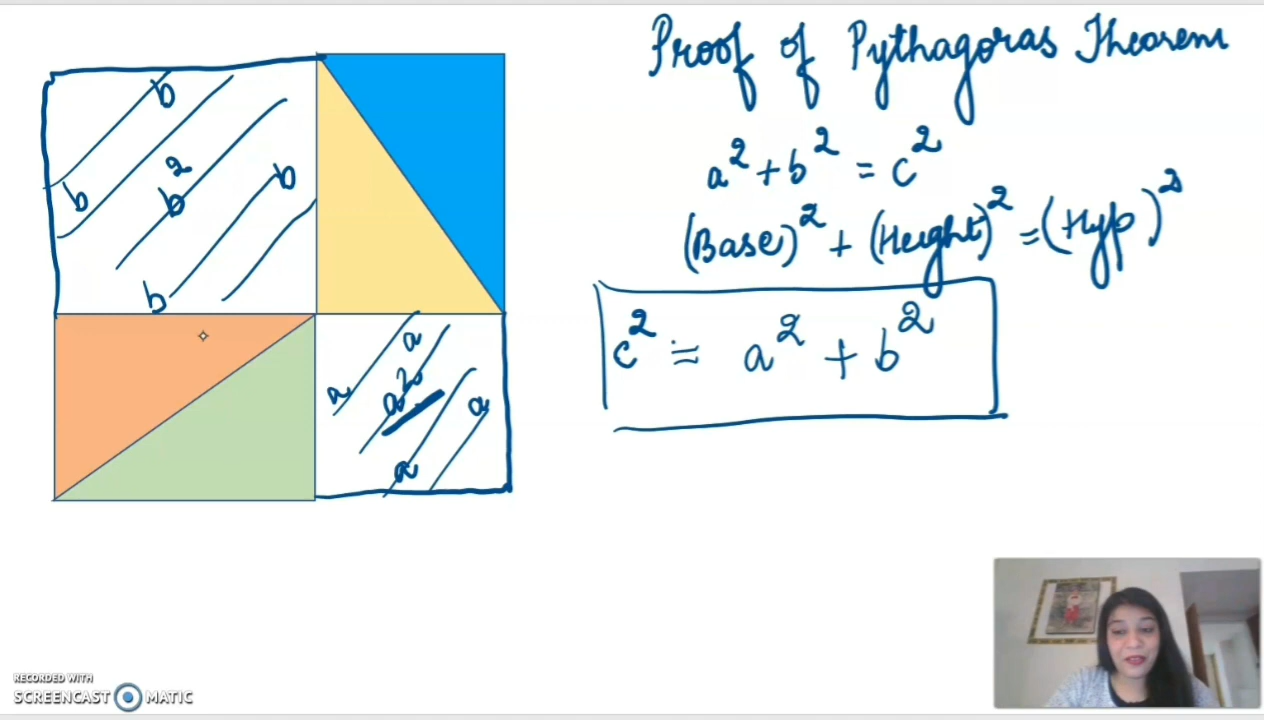 Proof of Pythagoras Theorem
a² + b² = c²
(Base)² + (Height)² = (Hyp)²
c² = a² + b²
b
b
b²
b
b
a
a
a²
a
a
RECORDED WITH
SCREENCAST MATIC